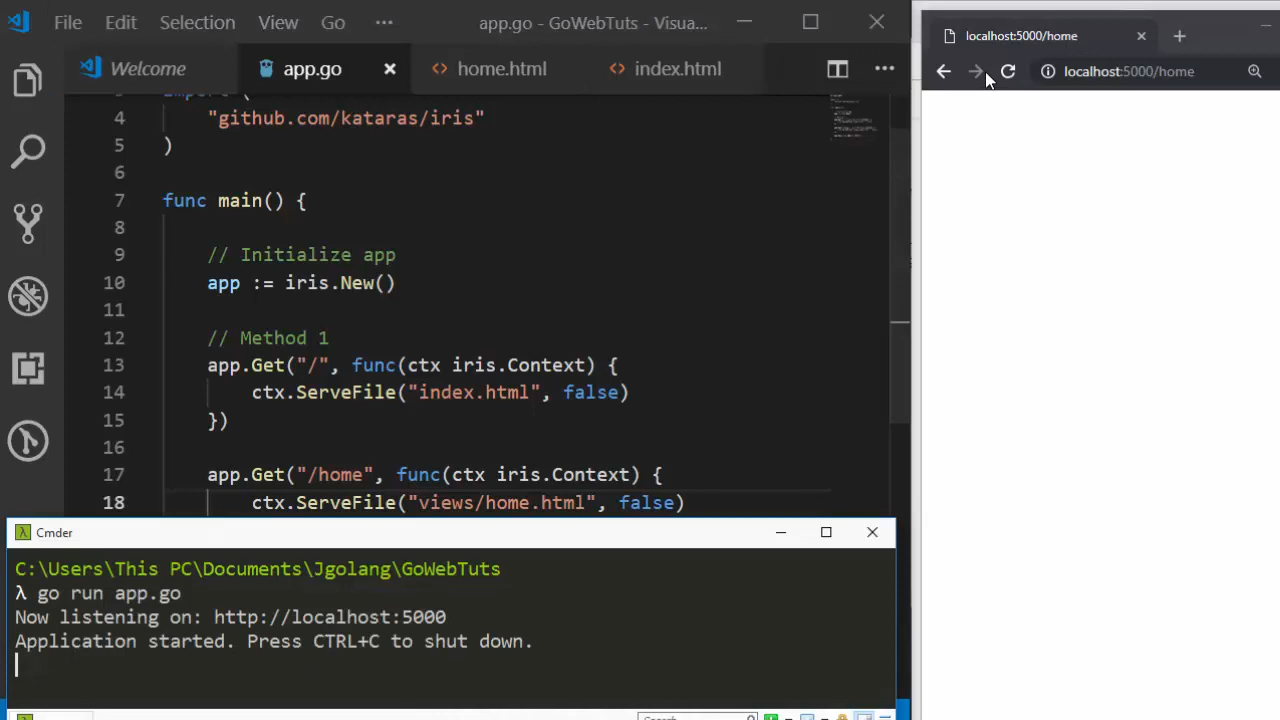 File Edit Selection View Go ··· app.go - GoWebTuts - Visua...
Welcome app.go home.html index.html
4 "github.com/kataras/iris"
5 )
6
7 func main() {
8
9 // Initialize app
10 app := iris.New()
11
12 // Method 1
13 app.Get("/", func(ctx iris.Context) {
14 ctx.ServeFile("index.html", false)
15 })
16
17 app.Get("/home", func(ctx iris.Context) {
18 ctx.ServeFile("views/home.html", false)
Cmder
C:\Users\This PC\Documents\Jgolang\GoWebTuts
λ go run app.go
Now listening on: http://localhost:5000
Application started. Press CTRL+C to shut down.
localhost:5000/home
localhost:5000/home